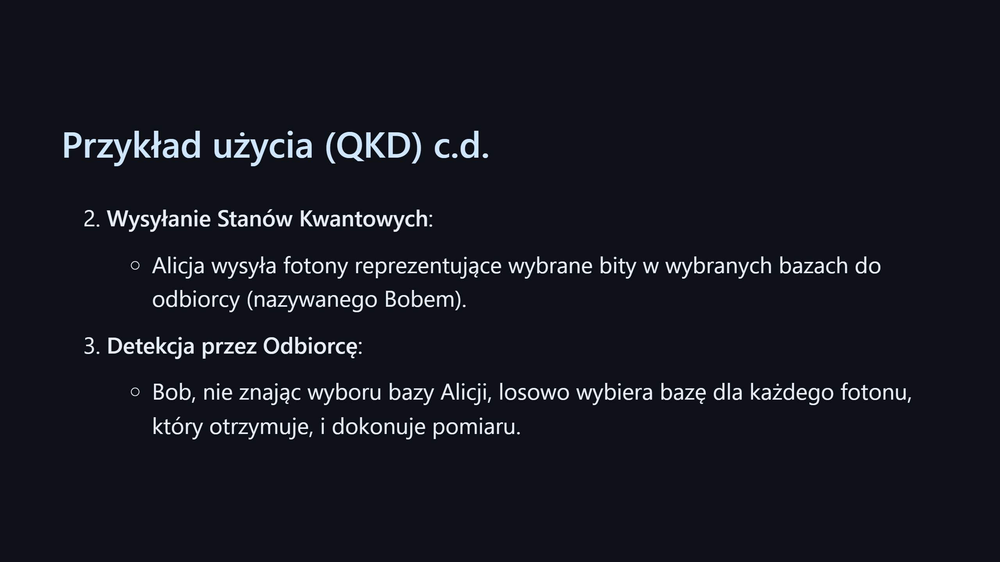 Przykład użycia (QKD) c.d.
2. Wysyłanie Stanów Kwantowych:
○ Alicja wysyła fotony reprezentujące wybrane bity w wybranych bazach do
odbiorcy (nazywanego Bobem).
3. Detekcja przez Odbiorcę:
○ Bob, nie znając wyboru bazy Alicji, losowo wybiera bazę dla każdego fotonu,
który otrzymuje, i dokonuje pomiaru.